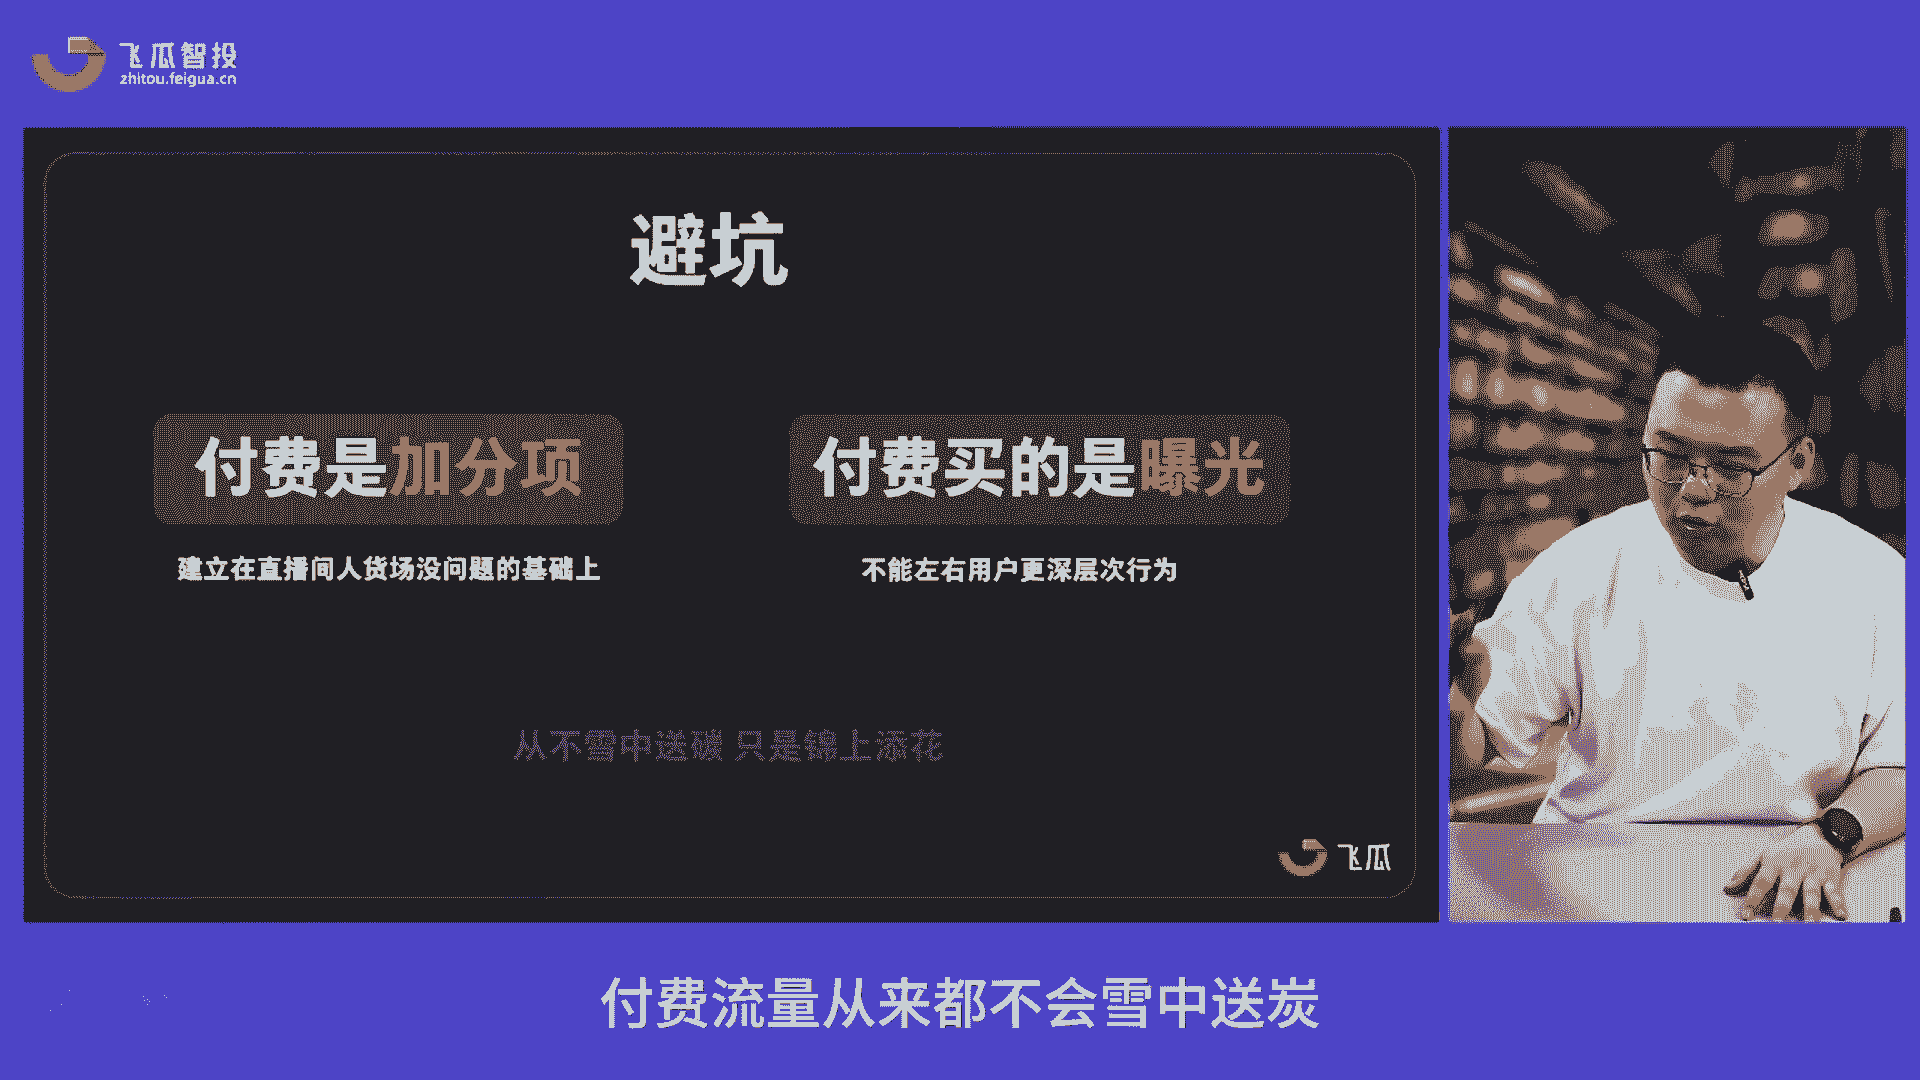 飞瓜智投
zhitou.feigua.cn
避坑
付费是加分项
付费买的是曝光
建立在直播间人货场没问题的基础上
不能左右用户更深层次行为
从不雪中送碳 只是锦上添花
飞瓜
付费流量从来都不会雪中送炭